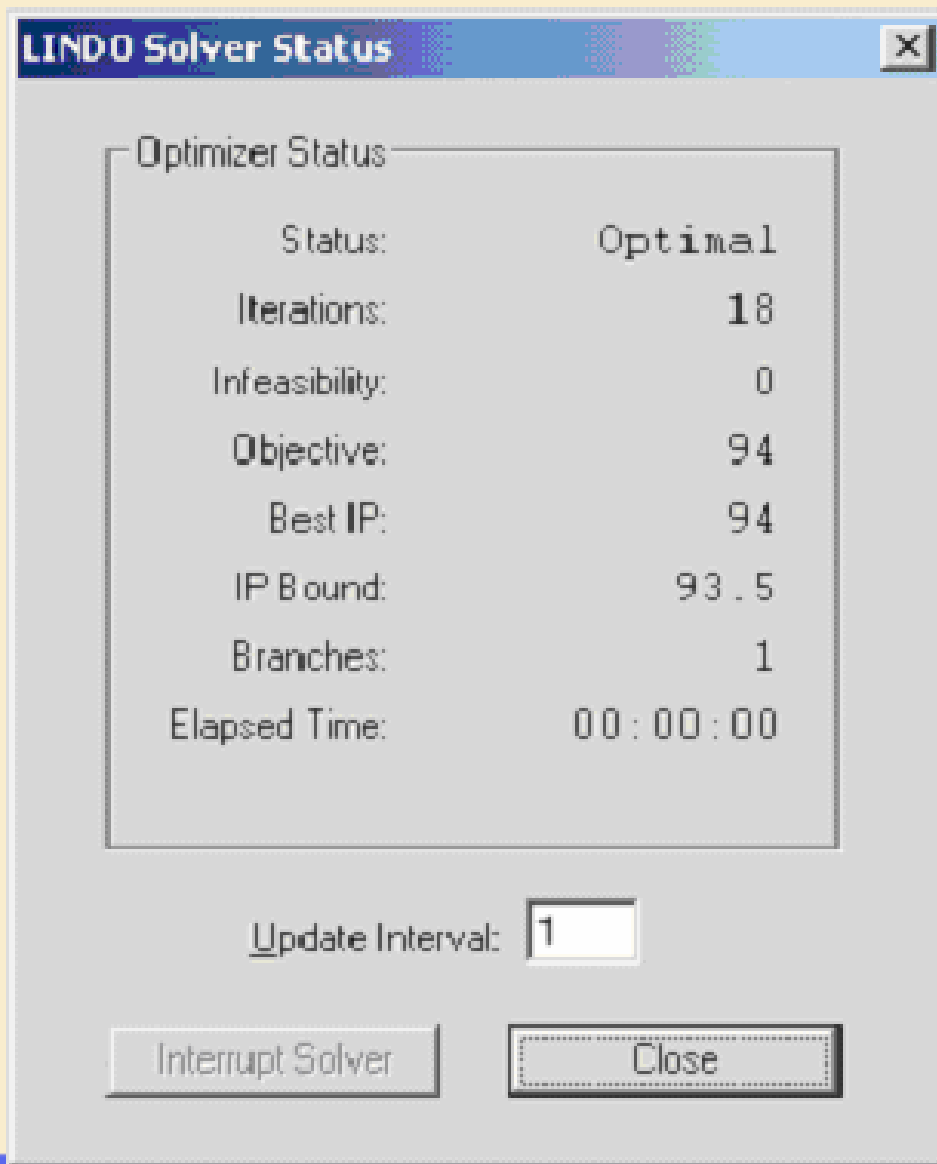 LINDO Solver Status
Optimizer Status
Status: Optimal
Iterations: 18
Infeasibility: 0
Objective: 94
Best IP: 94
IP Bound: 93.5
Branches: 1
Elapsed Time: 00:00:00
Update Interval: 1
Interrupt Solver Close